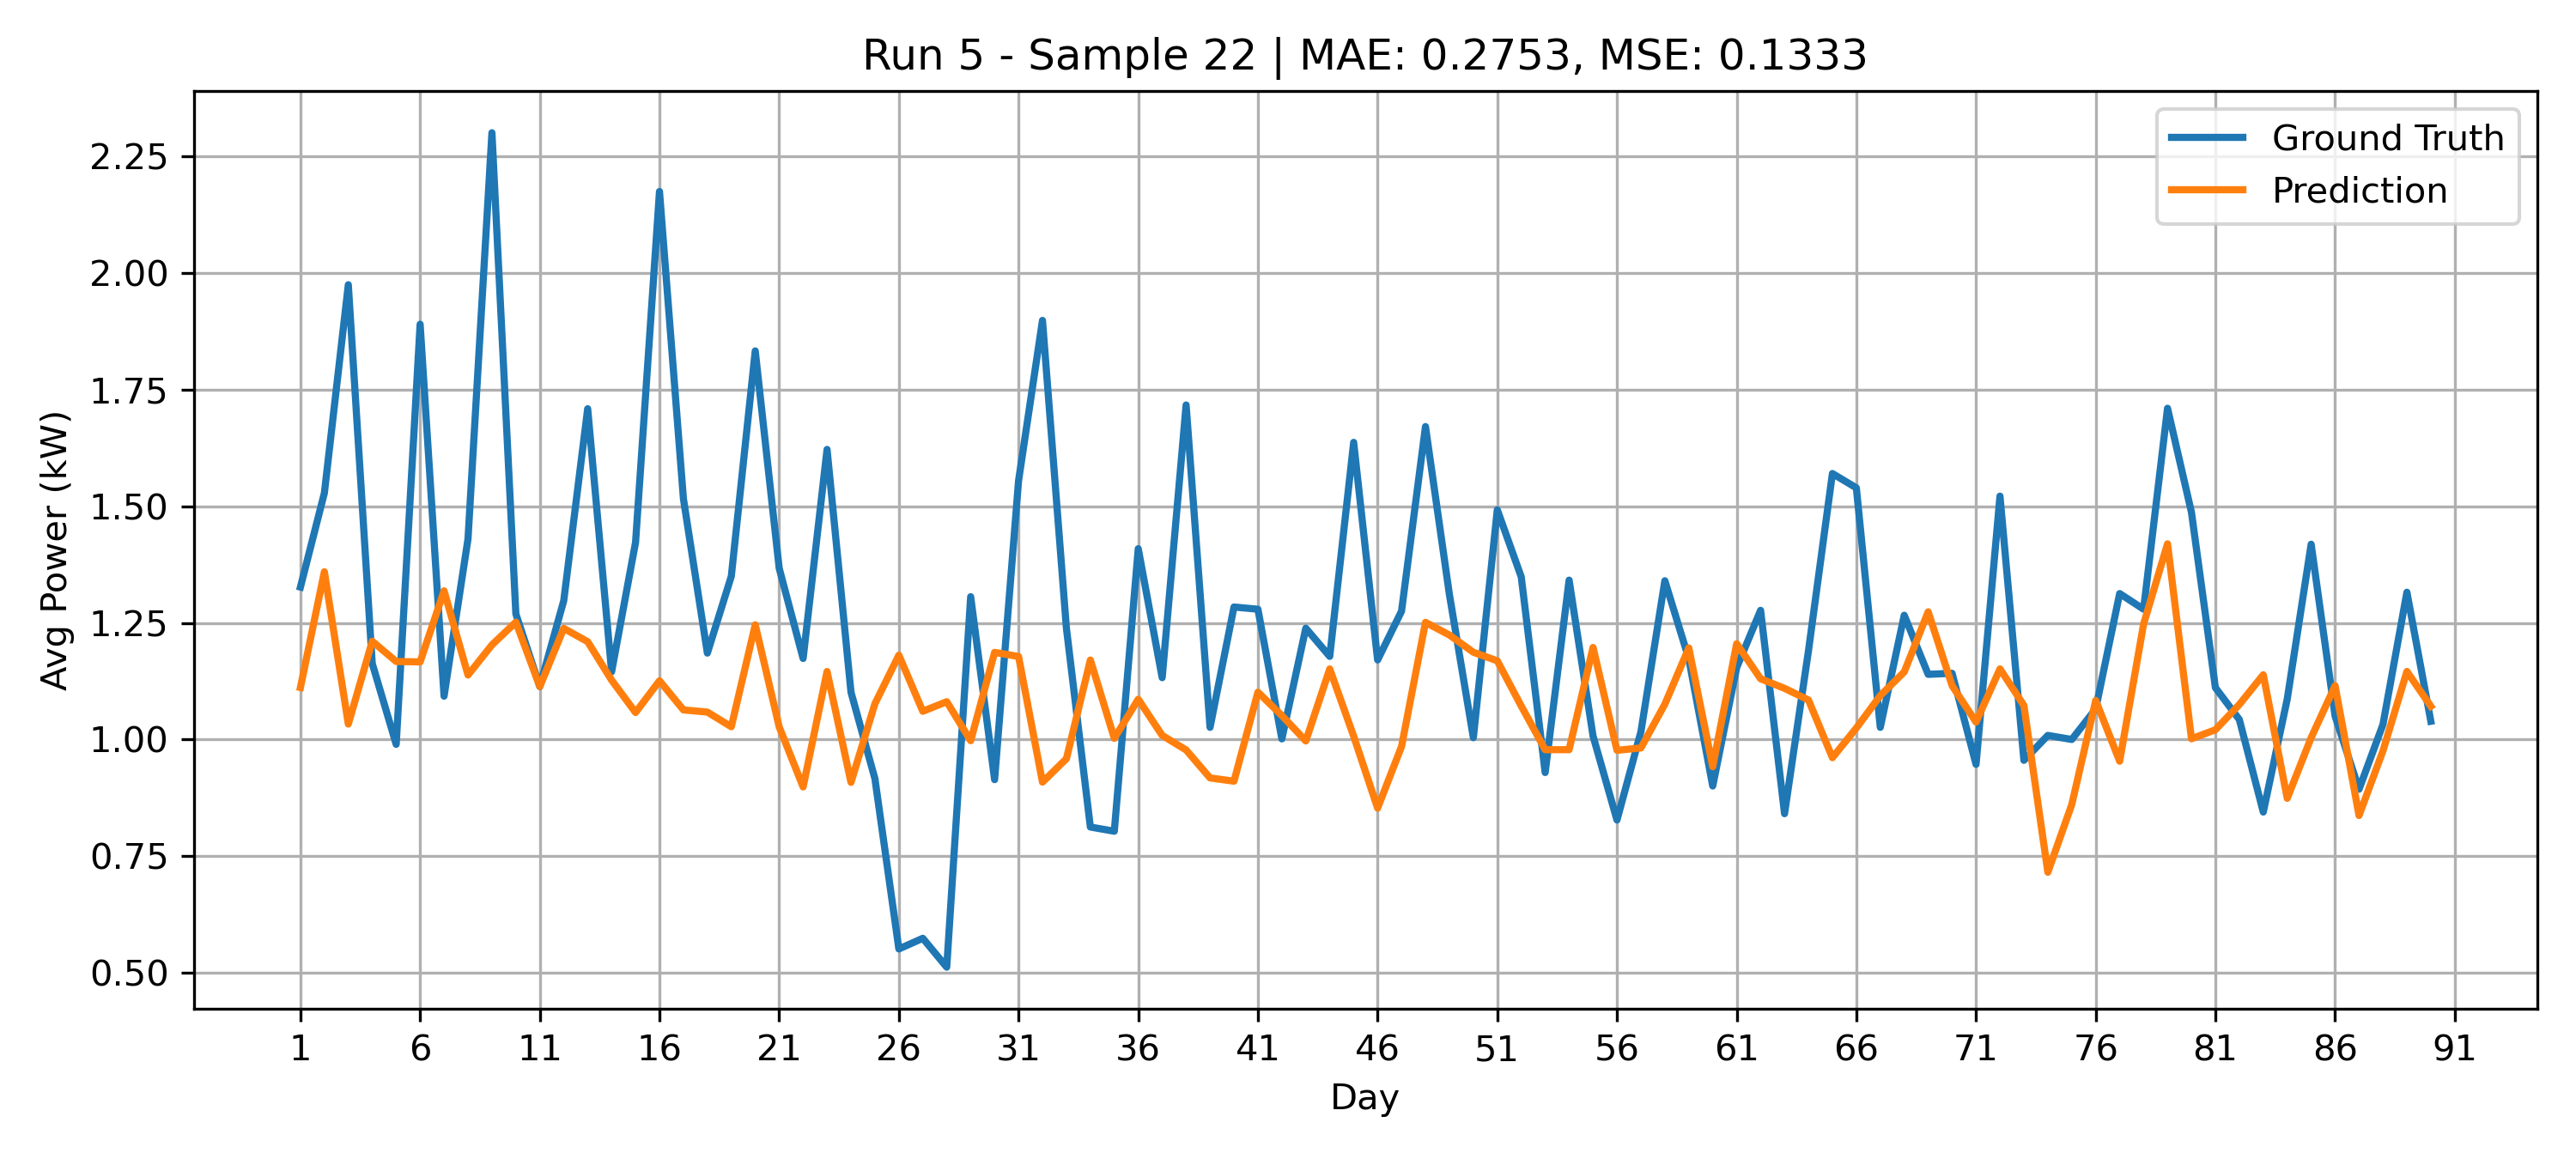 Run 5 - Sample 22 | MAE: 0.2753, MSE: 0.1333
Ground Truth
Prediction
Avg Power (kW)
2.25
2.00
1.75
1.50
1.25
1.00
0.75
0.50
1 6 11 16 21 26 31 36 41 46 51 56 61 66 71 76 81 86 91
Day